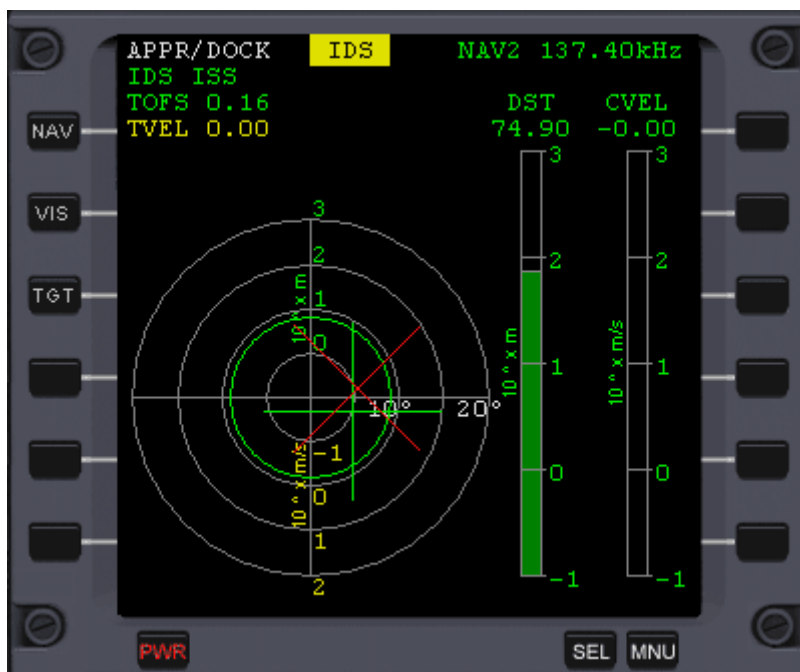 APPR/DOCK IDS NAV2 137.40kHz
IDS ISS
TOFS 0.16 DST CVEL
TVEL 0.00 74.90 -0.00
NAV
VIS
TGT
3
2
1
0
10^ x m
10° 20°
-1
0
1
2
10^ x m/s
3
2
1
0
-1
10^ x m
3
2
1
0
-1
10^ x m/s
PWR SEL MNU